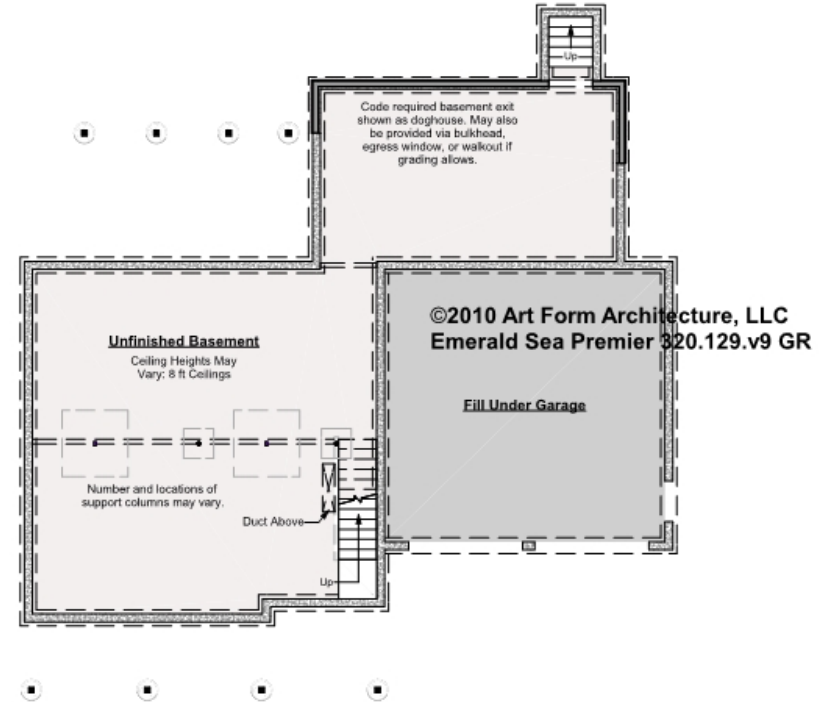 Up
Code required basement exit
shown as doghouse. May also
be provided via bulkhead,
egress window, or walkout if
grading allows.
©2010 Art Form Architecture, LLC
Emerald Sea Premier 320.129.v9 GR
Unfinished Basement
Ceiling Heights May
Vary: 8 ft Ceilings
Fill Under Garage
Number and locations of
support columns may vary.
Duct Above
Up